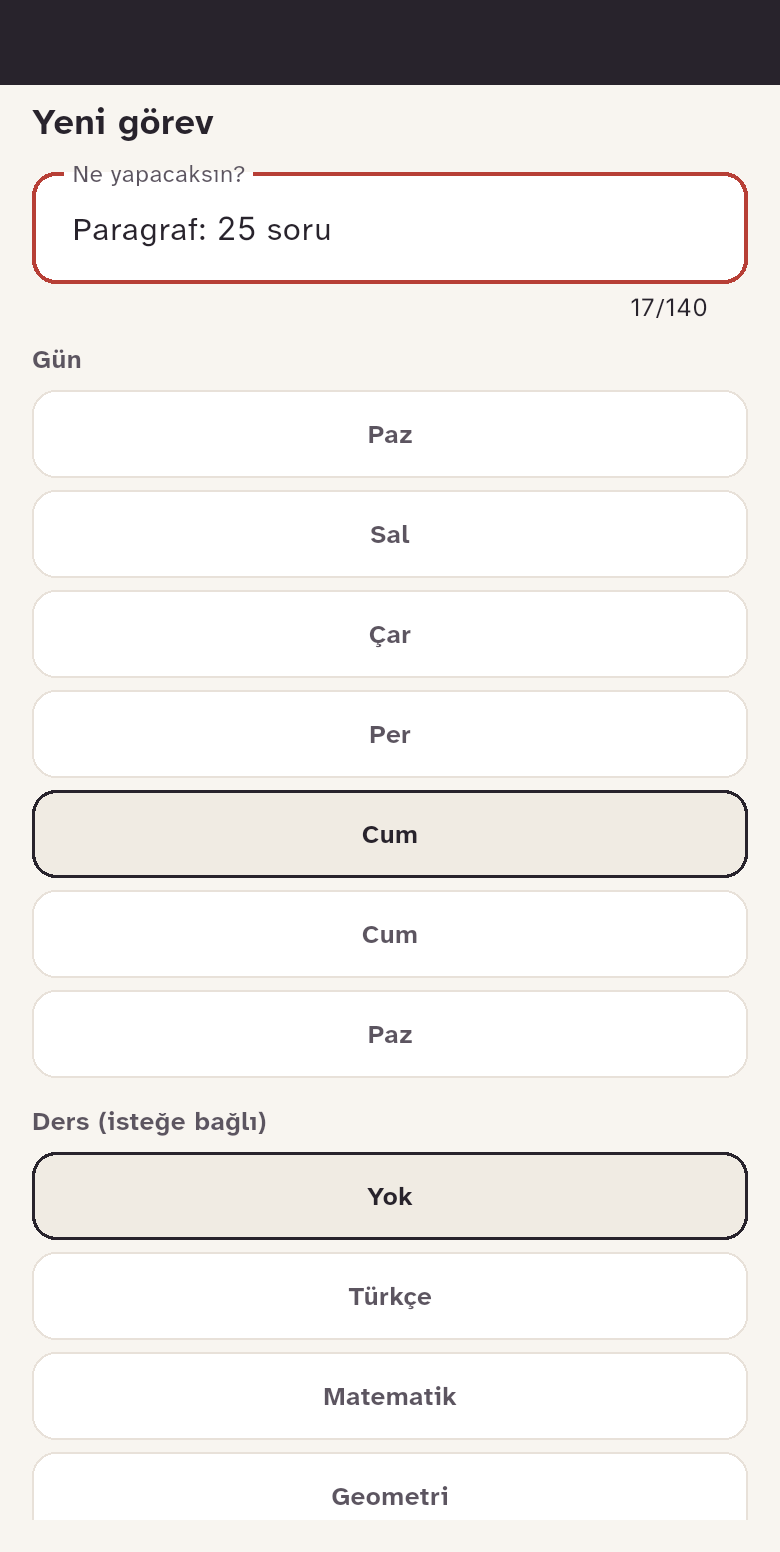 Yeni görev
Ne yapacaksın?
Paragraf: 25 soru
17/140
Gün
Paz
Sal
Çar
Per
Cum
Cum
Paz
Ders (isteğe bağlı)
Yok
Türkçe
Matematik
Geometri